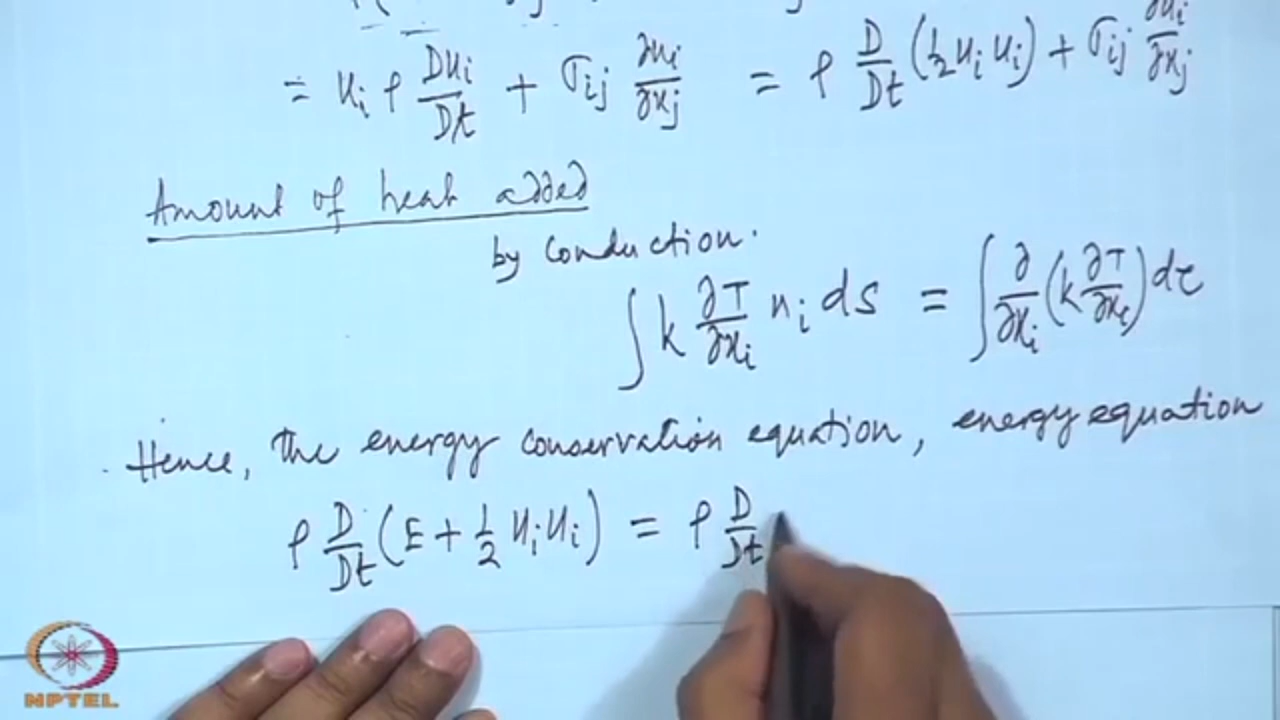 = u_i ρ Du_i/Dt + σ_ij ∂u_i/∂x_j = ρ D/Dt (½ u_i u_i) + σ_ij ∂u_i/∂x_j
Amount of heat added
by Conduction.
∫ k ∂T/∂x_i n_i ds = ∫ ∂/∂x_i (k ∂T/∂x_i) dτ
Hence, the energy conservation equation, energy equation
ρ D/Dt (E + ½ u_i u_i) = ρ D/Dt
NPTEL